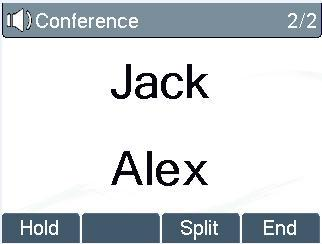 Conference 2/2
Jack
Alex
Hold Split End